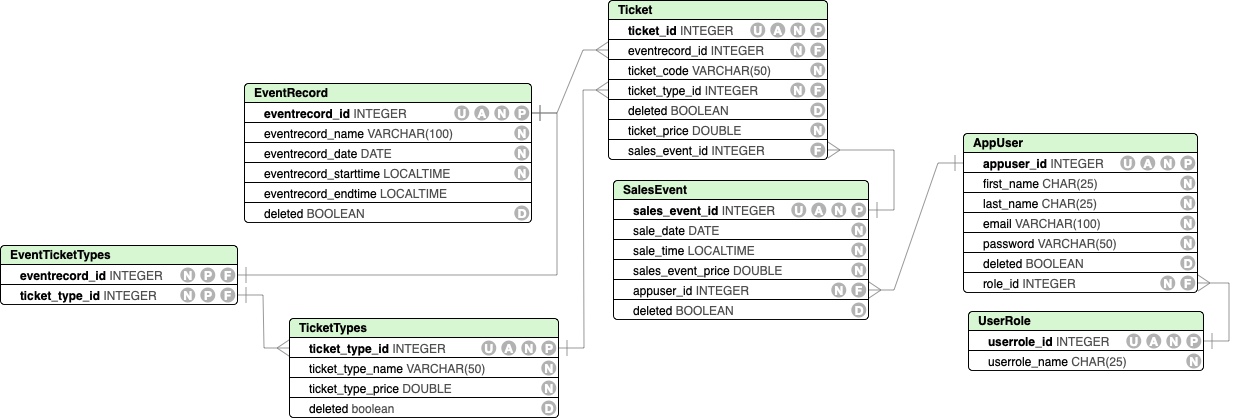 Ticket
ticket_id INTEGER U A N P
eventrecord_id INTEGER N F
ticket_code VARCHAR(50) N
ticket_type_id INTEGER N F
deleted BOOLEAN D
ticket_price DOUBLE N
sales_event_id INTEGER F
EventRecord
eventrecord_id INTEGER U A N P
eventrecord_name VARCHAR(100) N
eventrecord_date DATE N
eventrecord_starttime LOCALTIME N
eventrecord_endtime LOCALTIME
deleted BOOLEAN D
AppUser
appuser_id INTEGER U A N P
first_name CHAR(25) N
last_name CHAR(25) N
email VARCHAR(100) N
password VARCHAR(50) N
deleted BOOLEAN D
role_id INTEGER N F
SalesEvent
sales_event_id INTEGER U A N P
sale_date DATE N
sale_time LOCALTIME N
sales_event_price DOUBLE N
appuser_id INTEGER N F
deleted BOOLEAN D
EventTicketTypes
eventrecord_id INTEGER N P F
ticket_type_id INTEGER N P F
TicketTypes
ticket_type_id INTEGER U A N P
ticket_type_name VARCHAR(50) N
ticket_type_price DOUBLE N
deleted boolean D
UserRole
userrole_id INTEGER U A N P
userrole_name CHAR(25) N